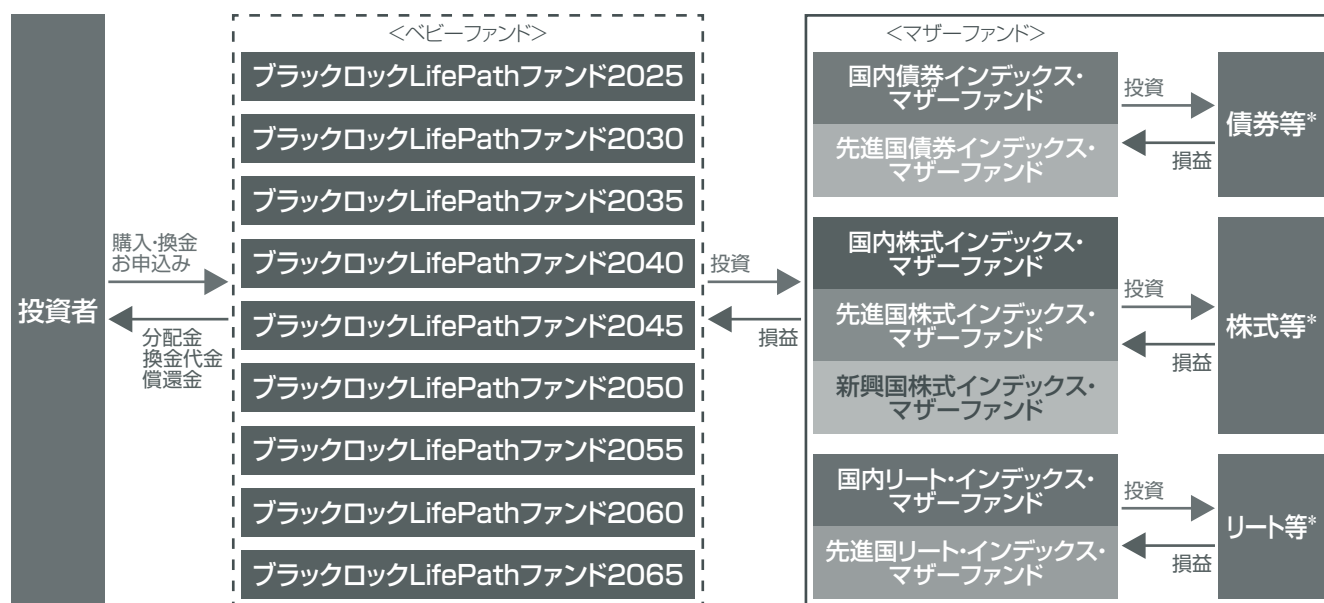 投資者
購入・換金
お申込み
分配金
換金代金
償還金
<ベビーファンド>
ブラックロックLifePathファンド2025
ブラックロックLifePathファンド2030
ブラックロックLifePathファンド2035
ブラックロックLifePathファンド2040
ブラックロックLifePathファンド2045
ブラックロックLifePathファンド2050
ブラックロックLifePathファンド2055
ブラックロックLifePathファンド2060
ブラックロックLifePathファンド2065
投資
損益
<マザーファンド>
国内債券インデックス・
マザーファンド
先進国債券インデックス・
マザーファンド
投資
損益
債券等*
国内株式インデックス・
マザーファンド
先進国株式インデックス・
マザーファンド
新興国株式インデックス・
マザーファンド
投資
損益
株式等*
国内リート・インデックス・
マザーファンド
先進国リート・インデックス・
マザーファンド
投資
損益
リート等*